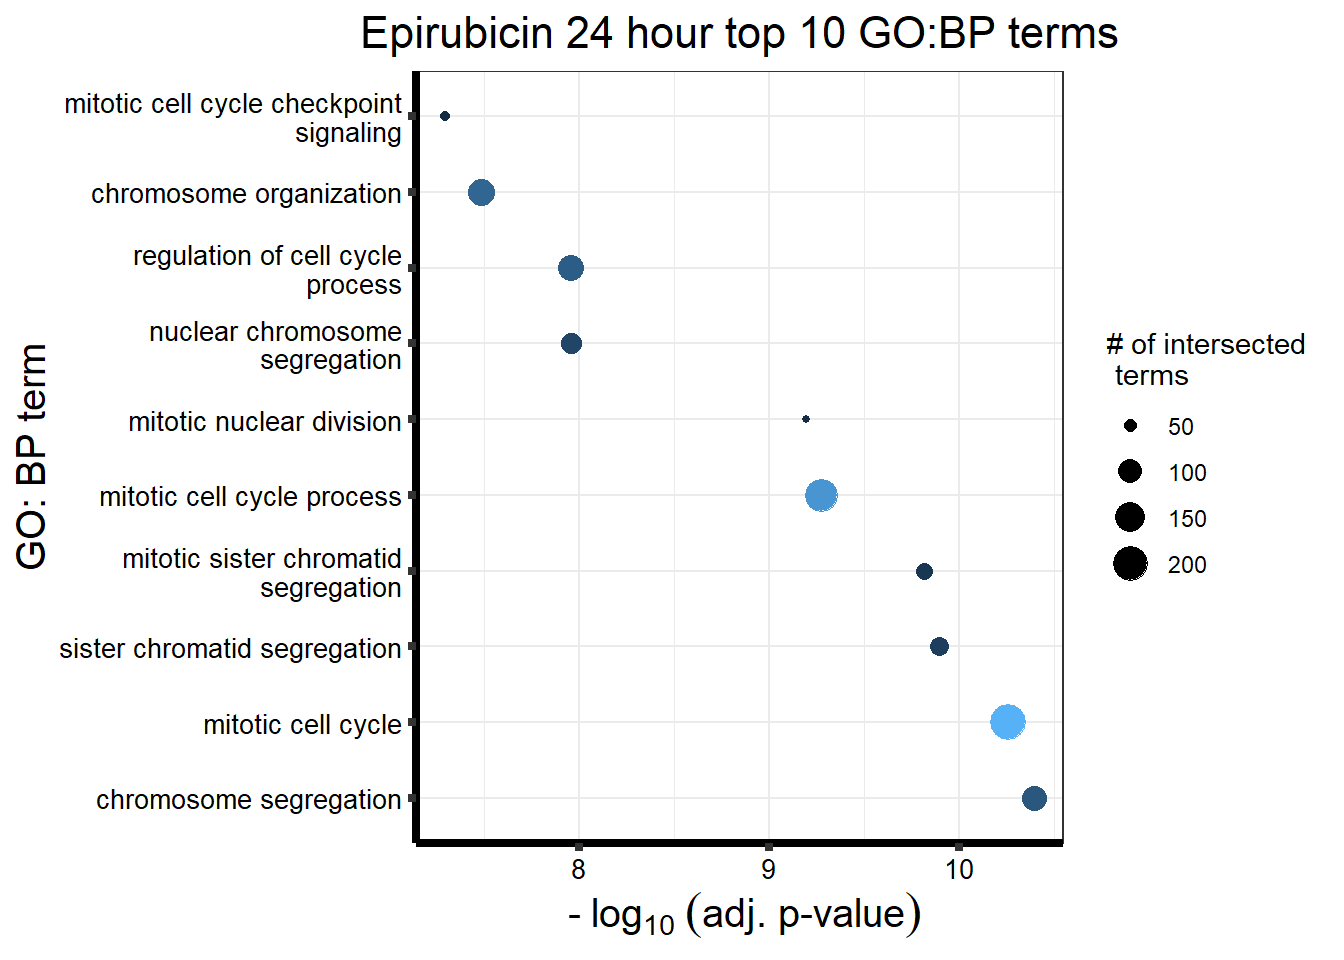 Epirubicin 24 hour top 10 GO:BP terms
GO: BP term
mitotic cell cycle checkpoint
signaling
chromosome organization
regulation of cell cycle
process
nuclear chromosome
segregation
mitotic nuclear division
mitotic cell cycle process
mitotic sister chromatid
segregation
sister chromatid segregation
mitotic cell cycle
chromosome segregation
8 9 10
- log10 (adj. p-value)
# of intersected
terms
50
100
150
200